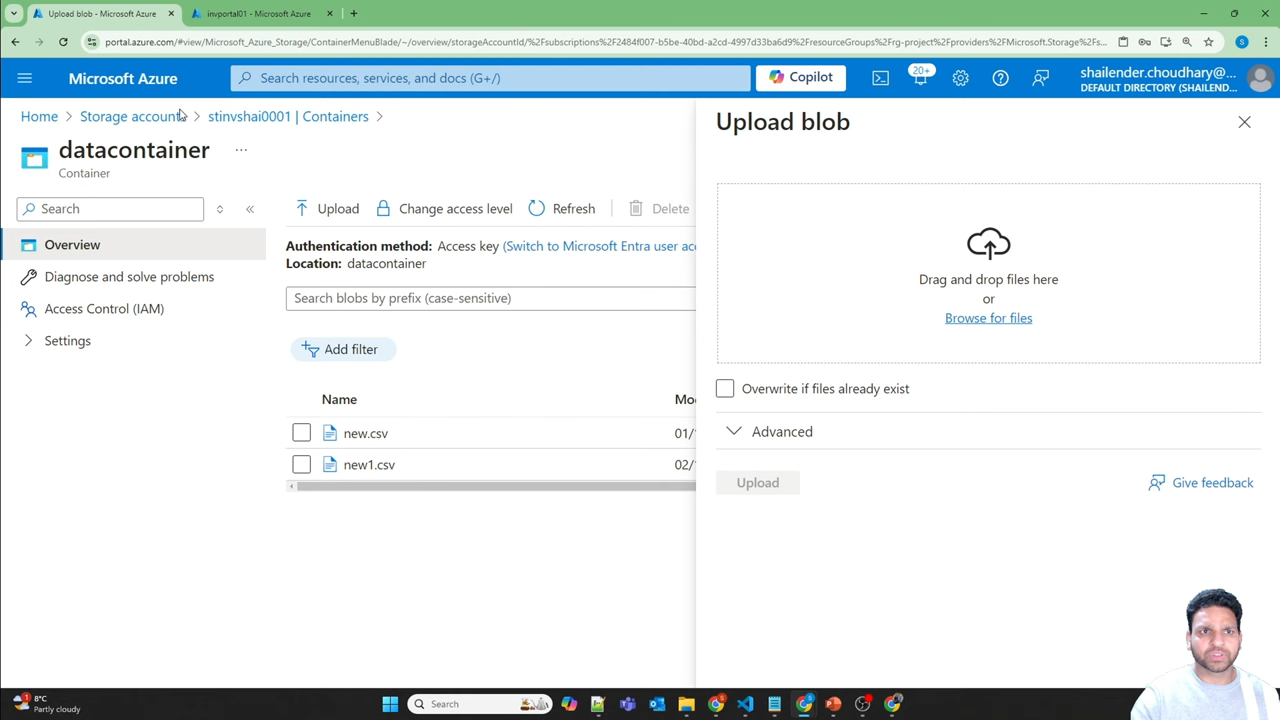 Upload blob - Microsoft Azure
invportal01 - Microsoft Azure
portal.azure.com/#view/Microsoft_Azure_Storage/ContainerMenuBlade/~/overview/storageAccountId/%2Fsubscriptions%2F2484f007-b5be-40bd-a2cd-4997d33ba6d9%2FresourceGroups%2Frg-project%2Fproviders%2FMicrosoft.Storage%2Fs...
Microsoft Azure
Search resources, services, and docs (G+/)
Copilot
20+
shailender.choudhary@...
DEFAULT DIRECTORY (SHAILEND...
Home > Storage accounts > stinvshai0001 | Containers >
datacontainer
...
Container
Search
Overview
Diagnose and solve problems
Access Control (IAM)
Settings
Upload
Change access level
Refresh
Delete
Authentication method: Access key (Switch to Microsoft Entra user acc
Location: datacontainer
Search blobs by prefix (case-sensitive)
Add filter
Name
Mo
new.csv
01/
new1.csv
02/
Upload blob
Drag and drop files here
or
Browse for files
Overwrite if files already exist
Advanced
Upload
Give feedback
8°C
Partly cloudy
Search